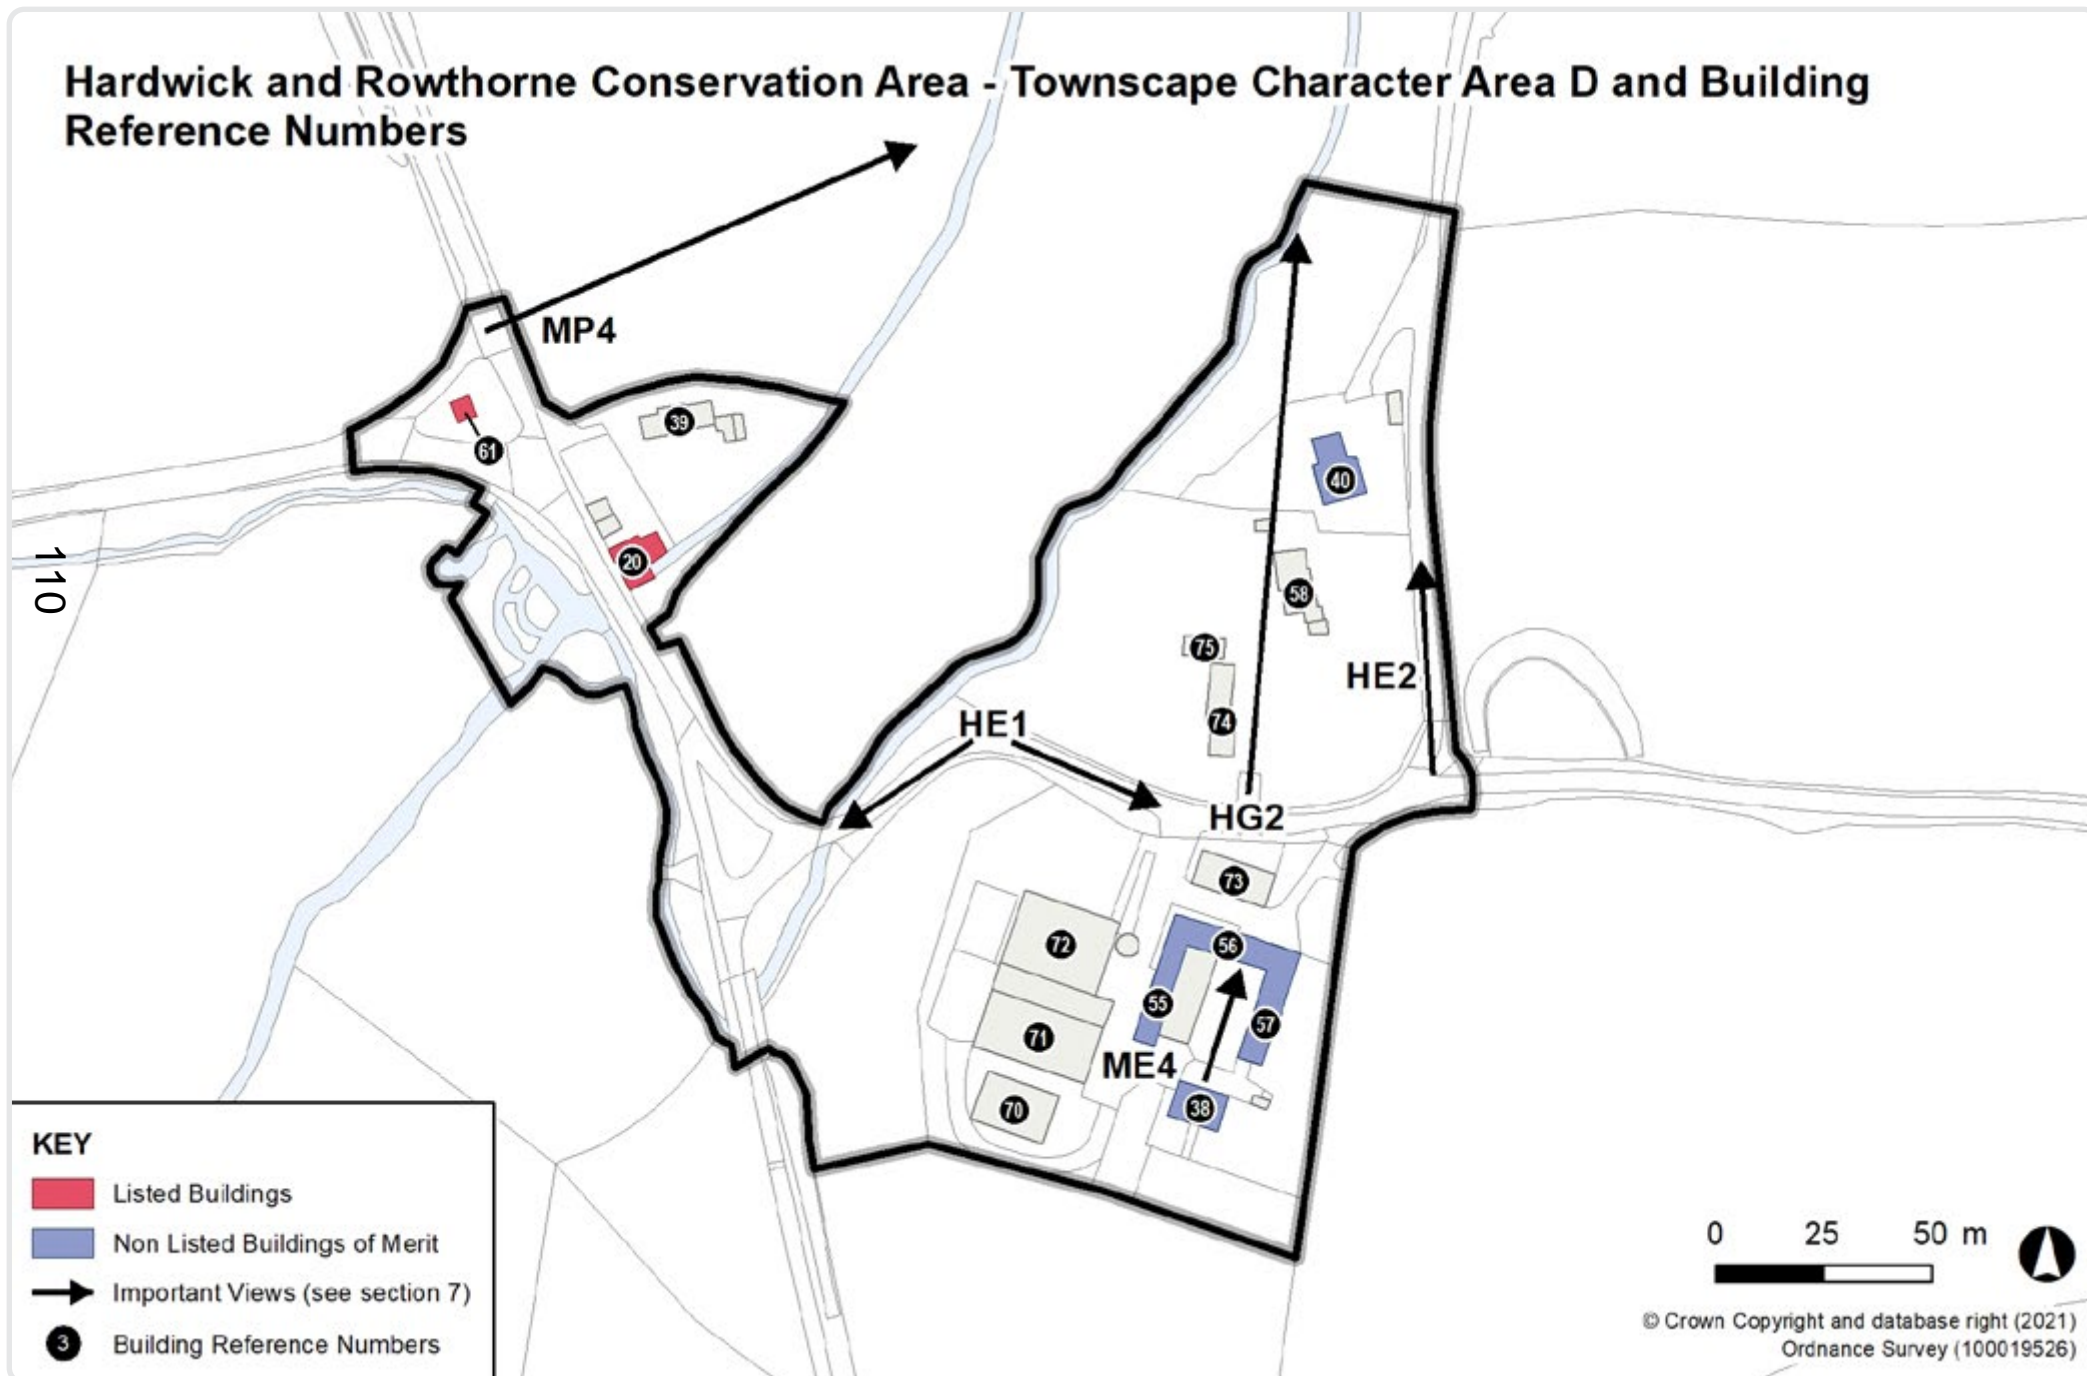 Hardwick and Rowthorne Conservation Area - Townscape Character Area D and Building
Reference Numbers
MP4
39
61
40
20
110
58
75
HE2
74
HE1
HG2
73
72
56
55
57
71
ME4
70
38
KEY
Listed Buildings
Non Listed Buildings of Merit
Important Views (see section 7)
3 Building Reference Numbers
0 25 50 m
© Crown Copyright and database right (2021)
Ordnance Survey (100019526)